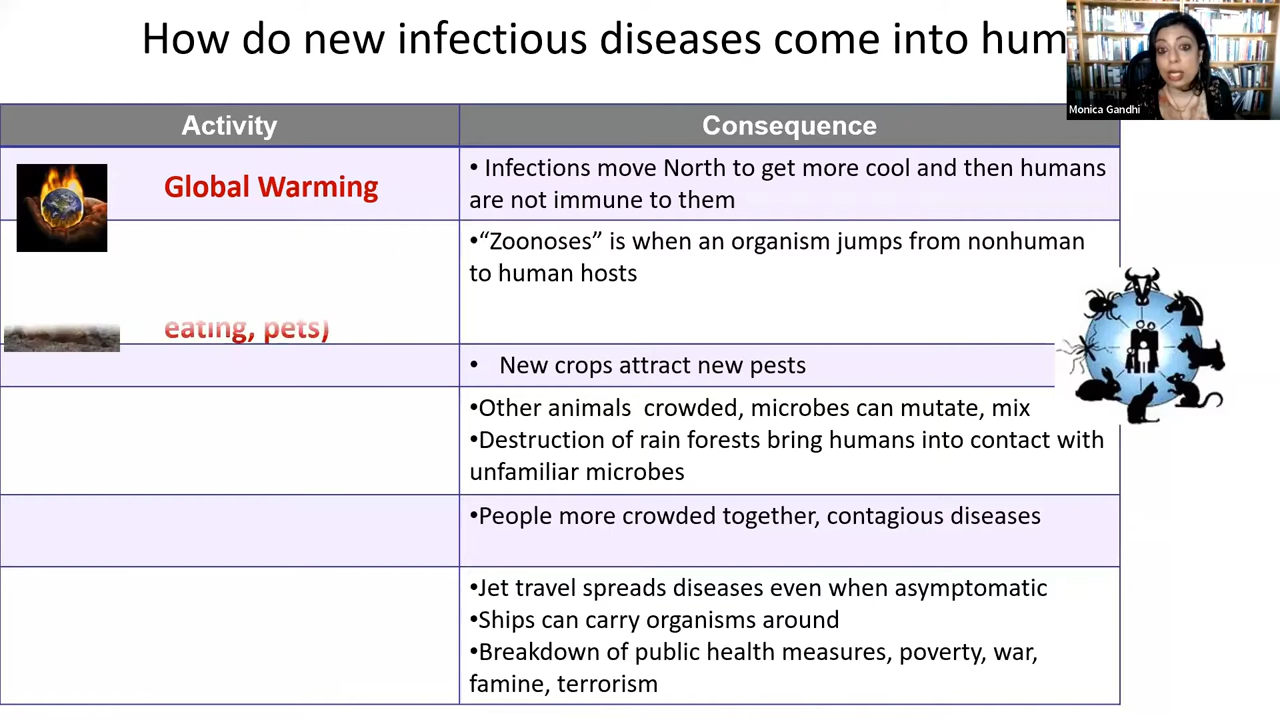 How do new infectious diseases come into hum
Monica Gandhi
Activity
Consequence
Global Warming
• Infections move North to get more cool and then humans
are not immune to them
•“Zoonoses” is when an organism jumps from nonhuman
to human hosts
eating, pets)
• New crops attract new pests
•Other animals crowded, microbes can mutate, mix
•Destruction of rain forests bring humans into contact with
unfamiliar microbes
•People more crowded together, contagious diseases
•Jet travel spreads diseases even when asymptomatic
•Ships can carry organisms around
•Breakdown of public health measures, poverty, war,
famine, terrorism